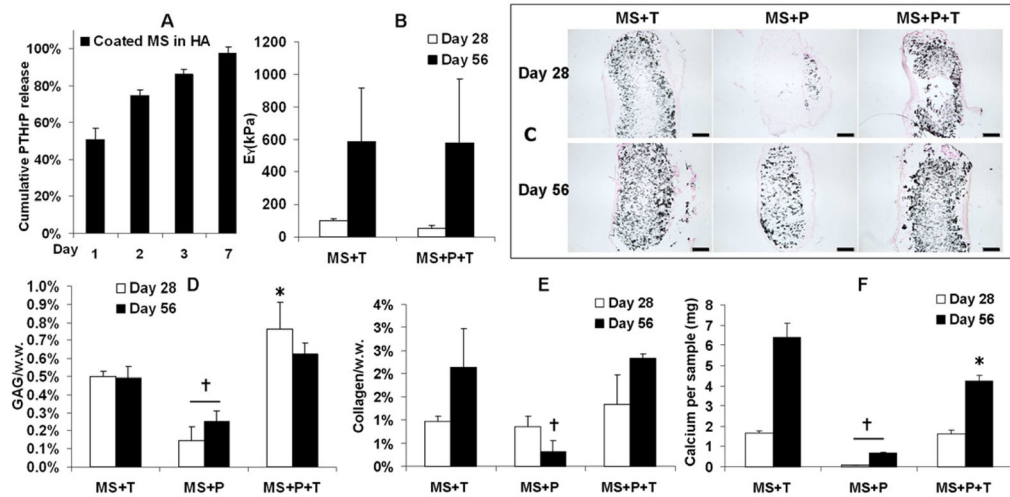 A
Coated MS in HA
Cumulative PTHrP release
100%
80%
60%
40%
20%
0%
Day 1 2 3 7
B
Day 28
Day 56
Eγ(kPa)
1200
1000
800
600
400
200
0
MS+T MS+P+T
MS+T MS+P MS+P+T
Day 28
C
Day 56
D
Day 28
Day 56
GAG/w.w.
1.0%
0.9%
0.8%
0.7%
0.6%
0.5%
0.4%
0.3%
0.2%
0.1%
0.0%
†
*
MS+T MS+P MS+P+T
E
Day 28
Day 56
Collagen/w.w.
4%
3%
3%
2%
2%
1%
1%
0%
†
MS+T MS+P MS+P+T
F
Day 28
Day 56
Calcium per sample (mg)
8
7
6
5
4
3
2
1
0
†
*
MS+T MS+P MS+P+T